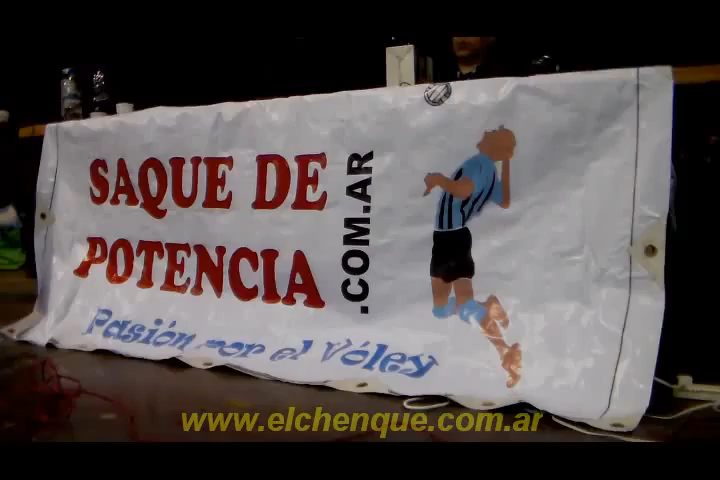 SAQUE DE
POTENCIA
.COM.AR
Pasión por el Vóley
www.elchenque.com.ar